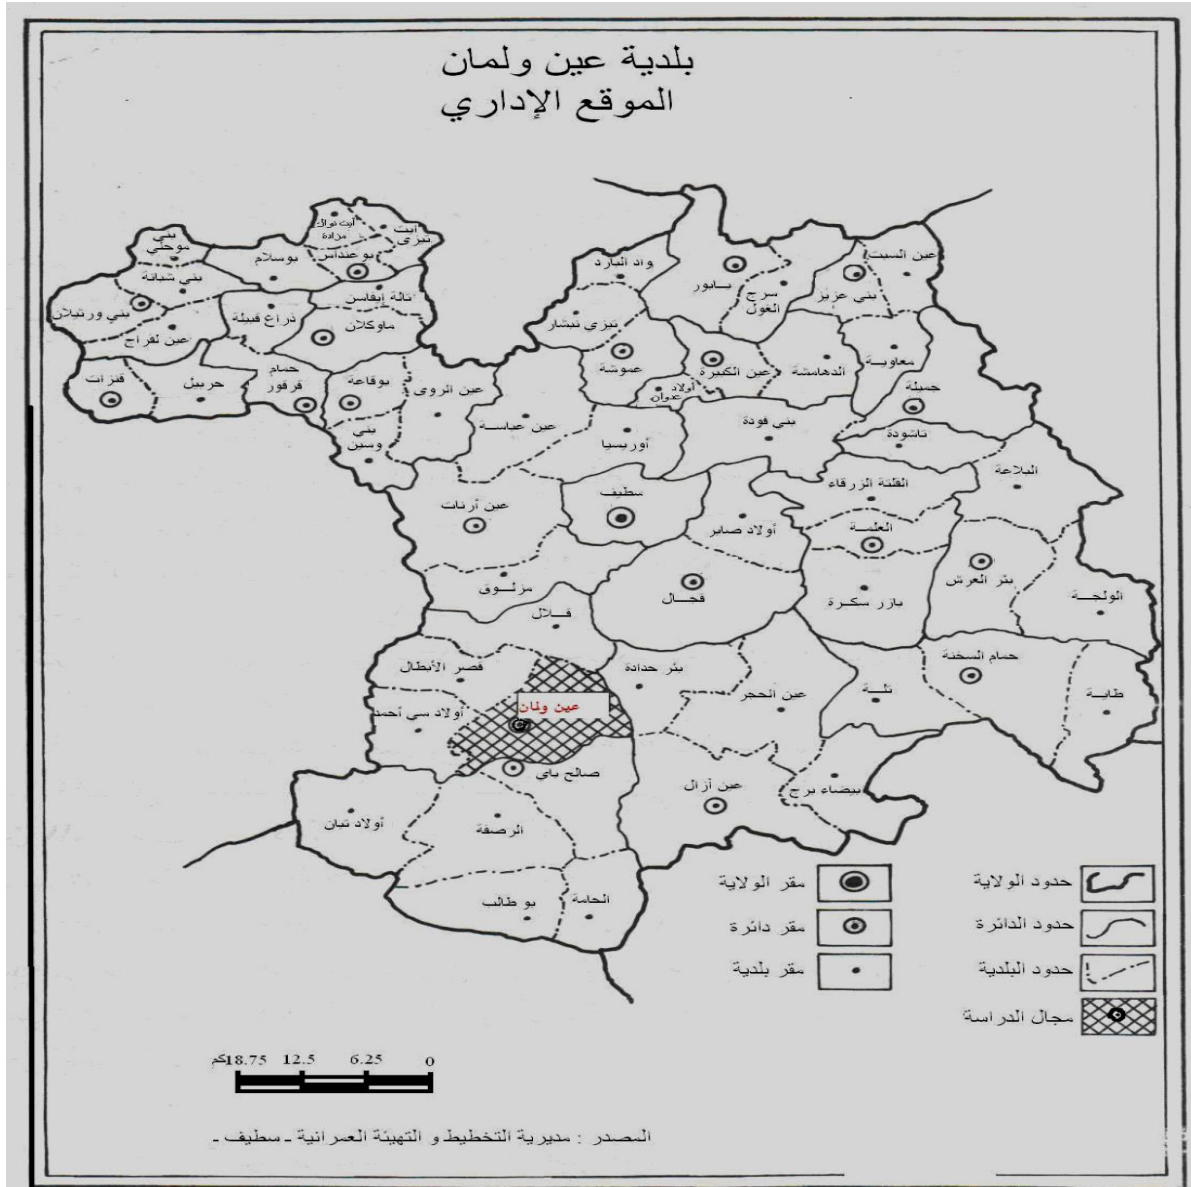 بلدية عين ولمان
الموقع الإداري
آيت نوال
مزادة
آيت
تيزي
بني
موحلي
بوسلام
بوعنداس
بني شبانة
تالة إيفاسن
بني ورتيلان
ذراع قبيلة
عين لقراج
ماوكلان
قنزات
حربيل
حمام
قرقور
بوقاعة
عين الروى
بني
وسين
واد البارد
بابور
سرج
الغول
بني عزيز
عين السبت
تيزي نبشار
عموشة
عين الكبيرة
الدهامشة
معاوية
جميلة
أولاد
عدوان
عين عباسة
أوريسيا
بني فودة
تاشودة
البلاعة
عين أرنات
سطيف
أولاد صابر
القلتة الزرقاء
العلمة
بئر العرش
الولجة
مزلوق
قجال
بازر سكرة
قلال
قصر الأبطال
بئر حدادة
عين الحجر
تلة
حمام السخنة
طاية
أولاد سي أحمد
عين ولمان
صالح باي
عين أزال
بيضاء برج
أولاد تبان
الرصفة
بو طالب
الحامة
حدود الولاية
حدود الدائرة
حدود البلدية
مجال الدراسة
مقر الولاية
مقر دائرة
مقر بلدية
0 6.25 12.5 18.75كم
المصدر : مديرية التخطيط و التهيئة العمرانية ـ سطيف ـ